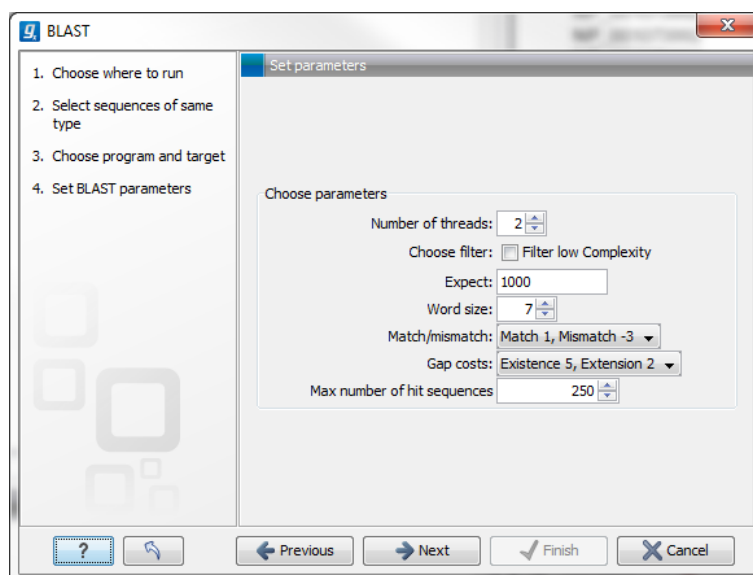 BLAST
1. Choose where to run
2. Select sequences of same
type
3. Choose program and target
4. Set BLAST parameters
Set parameters
Choose parameters
Number of threads: 2
Choose filter: Filter low Complexity
Expect: 1000
Word size: 7
Match/mismatch: Match 1, Mismatch -3
Gap costs: Existence 5, Extension 2
Max number of hit sequences 250
? Previous Next Finish Cancel